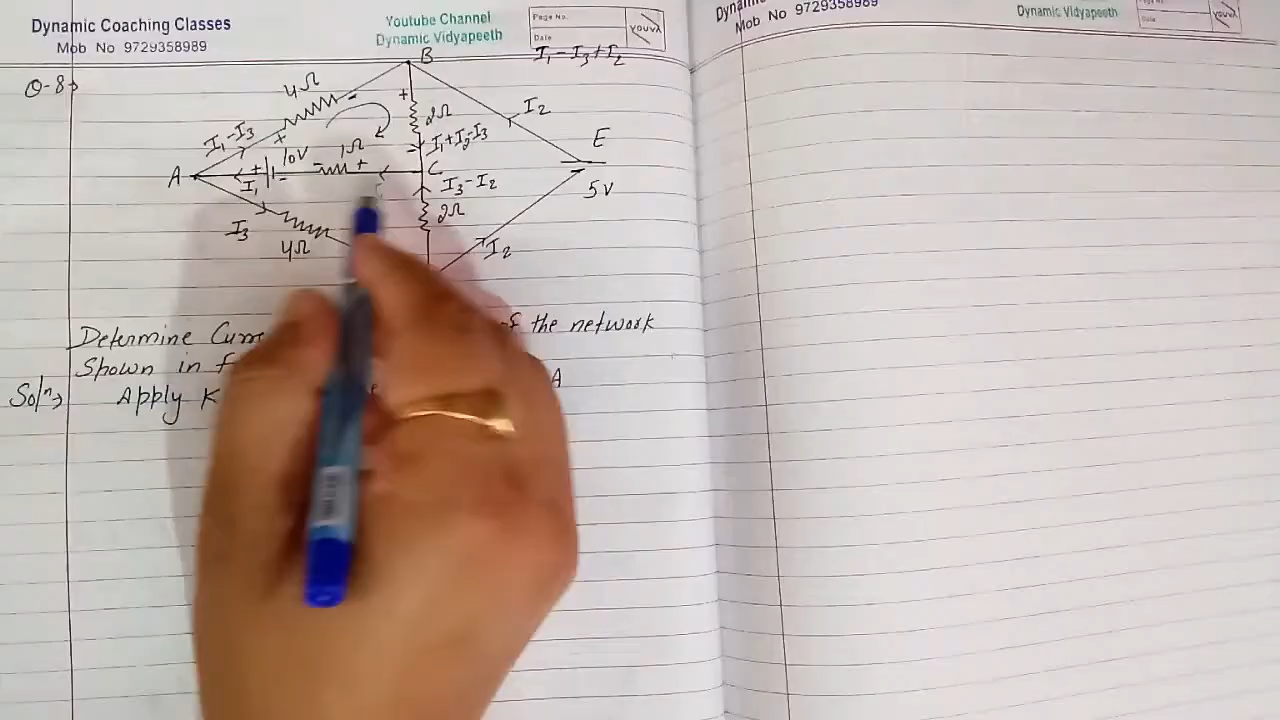 Dynamic Coaching Classes
Mob No 9729358989
Youtube Channel
Dynamic Vidyapeeth
Page No.
Date
YOUVA
Mob No 9729358989
Dynamic Vidyapeeth
Q-8
B
I₁-I₃+I₂
4Ω
I₁-I₃
+
-
+
2Ω
I₂
10V
1Ω
I₁+I₂-I₃
E
A
+
-
-
+
-
C
I₁
I₃-I₂
5V
I₃
4Ω
2Ω
I₂
Determine of the network
Shown in
Solⁿ→ Apply K A